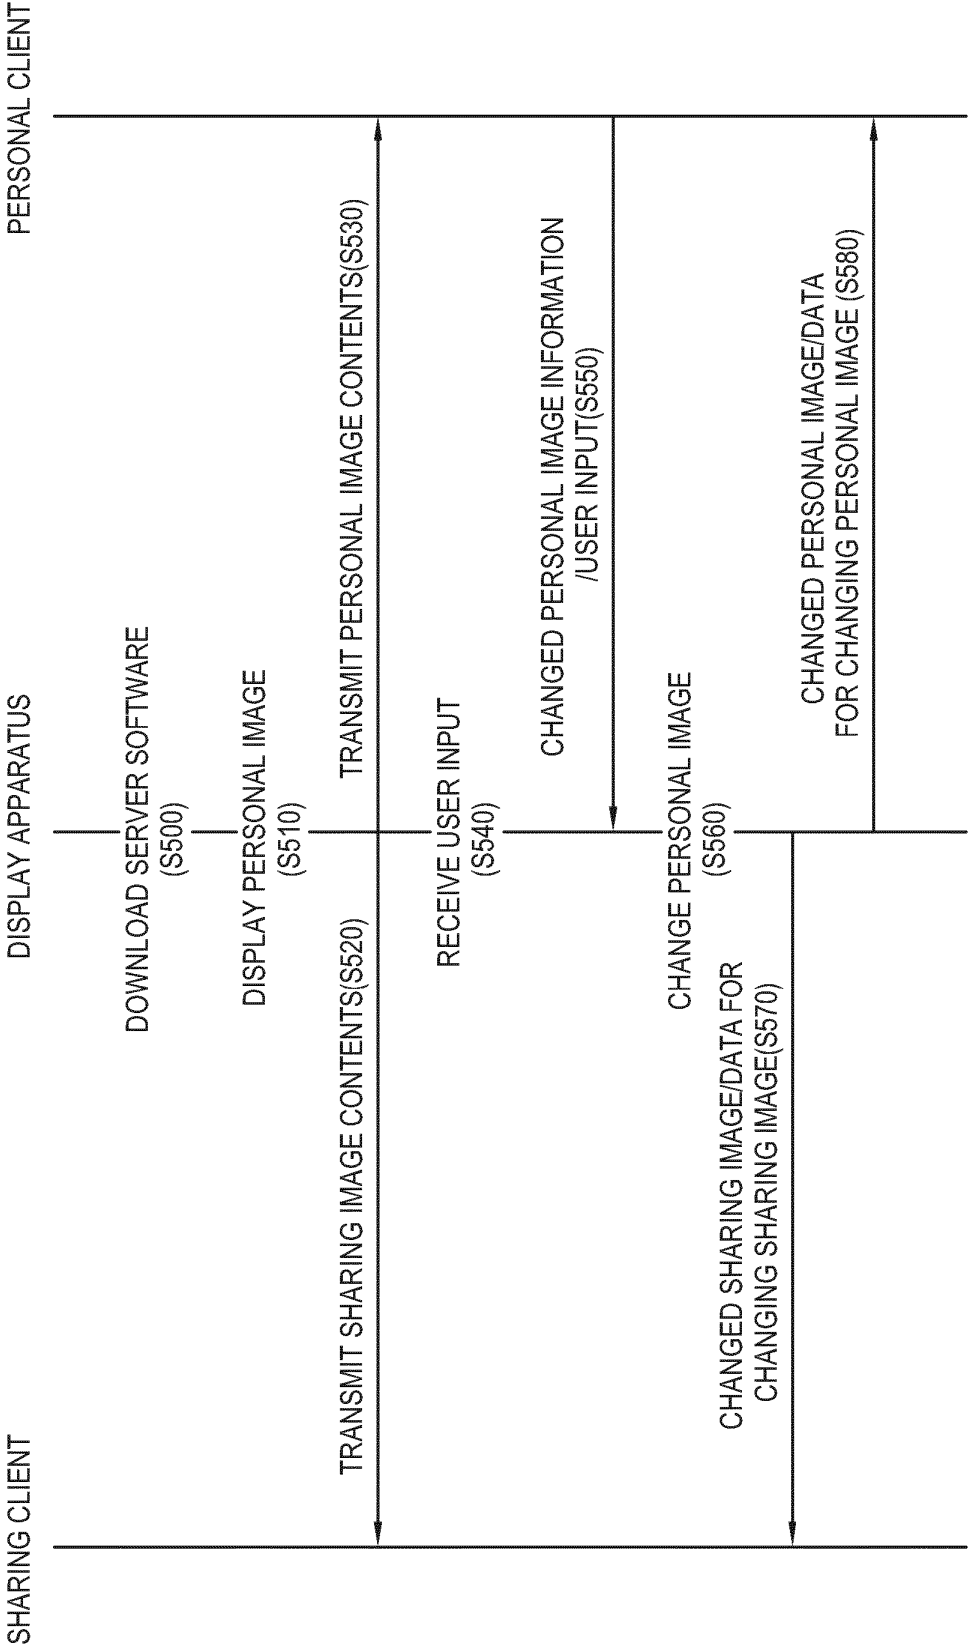 SHARING CLIENT
DISPLAY APPARATUS
PERSONAL CLIENT
DOWNLOAD SERVER SOFTWARE
(S500)
DISPLAY PERSONAL IMAGE
(S510)
TRANSMIT SHARING IMAGE CONTENTS(S520)
TRANSMIT PERSONAL IMAGE CONTENTS(S530)
RECEIVE USER INPUT
(S540)
CHANGED PERSONAL IMAGE INFORMATION
/USER INPUT(S550)
CHANGE PERSONAL IMAGE
(S560)
CHANGED SHARING IMAGE/DATA FOR
CHANGING SHARING IMAGE(S570)
CHANGED PERSONAL IMAGE/DATA
FOR CHANGING PERSONAL IMAGE (S580)